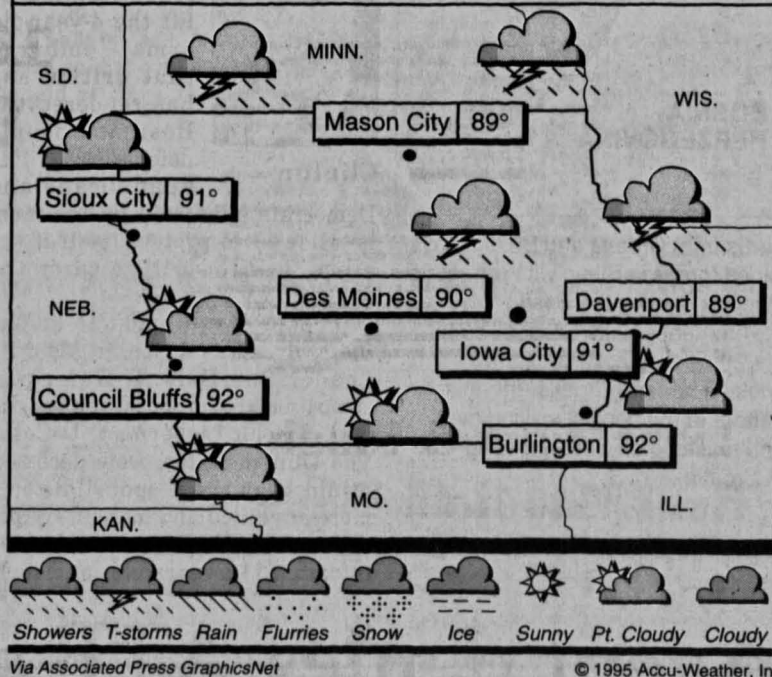 MINN.
S.D.
WIS.
Mason City 89°
Sioux City 91°
NEB.
Des Moines 90°
Davenport 89°
Iowa City 91°
Council Bluffs 92°
Burlington 92°
MO.
ILL.
KAN.
Showers T-storms Rain Flurries Snow Ice Sunny Pt. Cloudy Cloudy
Via Associated Press GraphicsNet © 1995 Accu-Weather, In